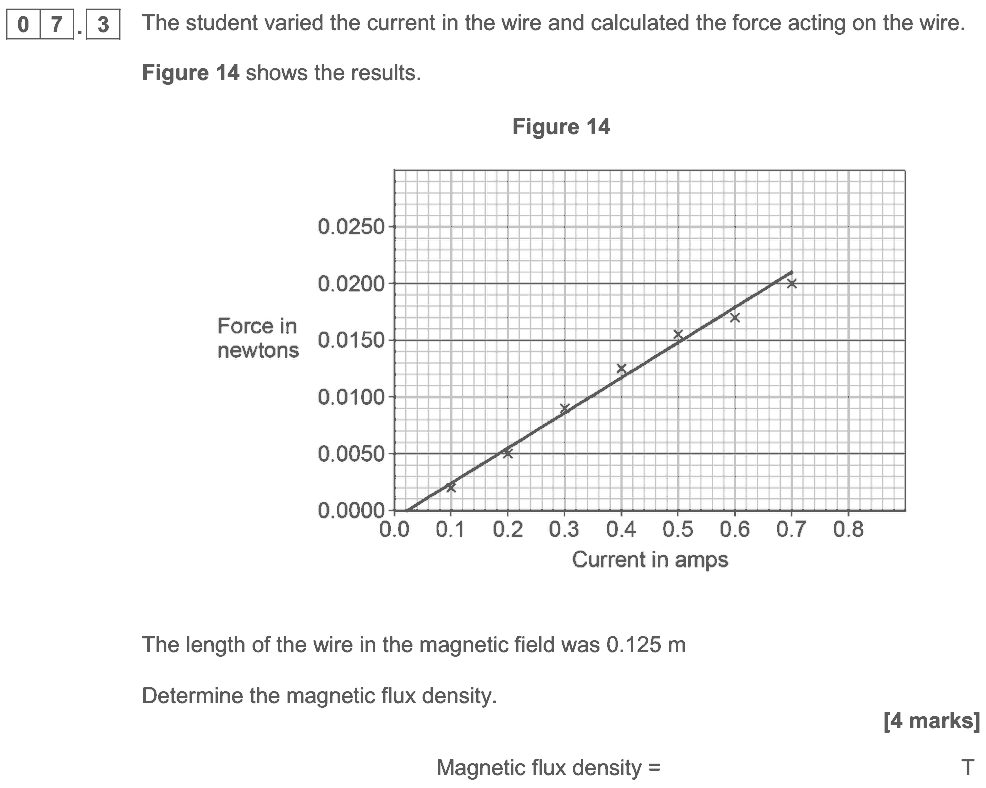 0 7 . 3 The student varied the current in the wire and calculated the force acting on the wire.
Figure 14 shows the results.
Figure 14
0.0250
0.0200
Force in
newtons
0.0150
0.0100
0.0050
0.0000
0.0 0.1 0.2 0.3 0.4 0.5 0.6 0.7 0.8
Current in amps
The length of the wire in the magnetic field was 0.125 m
Determine the magnetic flux density.
[4 marks]
Magnetic flux density = T